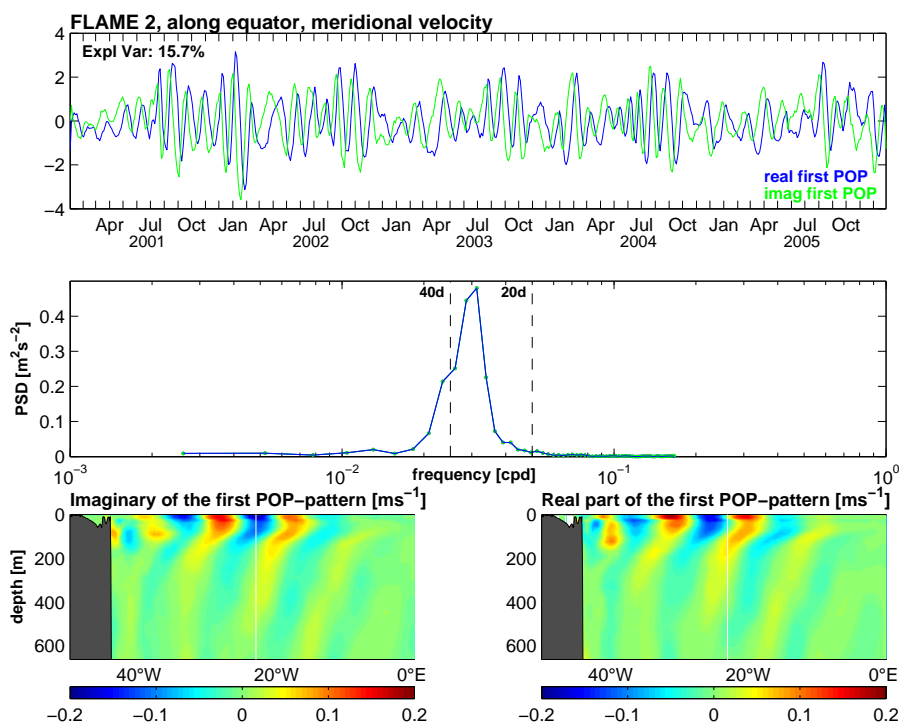 FLAME 2, along equator, meridional velocity
Expl Var: 15.7%
4
2
0
−2
−4
real first POP
imag first POP
Apr Jul Oct Jan Apr Jul Oct Jan Apr Jul Oct Jan Apr Jul Oct Jan Apr Jul Oct
2001 2002 2003 2004 2005
40d 20d
PSD [m²s⁻²]
0.4
0.3
0.2
0.1
0
10⁻³ 10⁻² 10⁻¹ 10⁰
frequency [cpd]
Imaginary of the first POP−pattern [ms⁻¹]
depth [m]
0
200
400
600
40°W 20°W 0°E
−0.2 −0.1 0 0.1 0.2
Real part of the first POP−pattern [ms⁻¹]
0
200
400
600
40°W 20°W 0°E
−0.2 −0.1 0 0.1 0.2